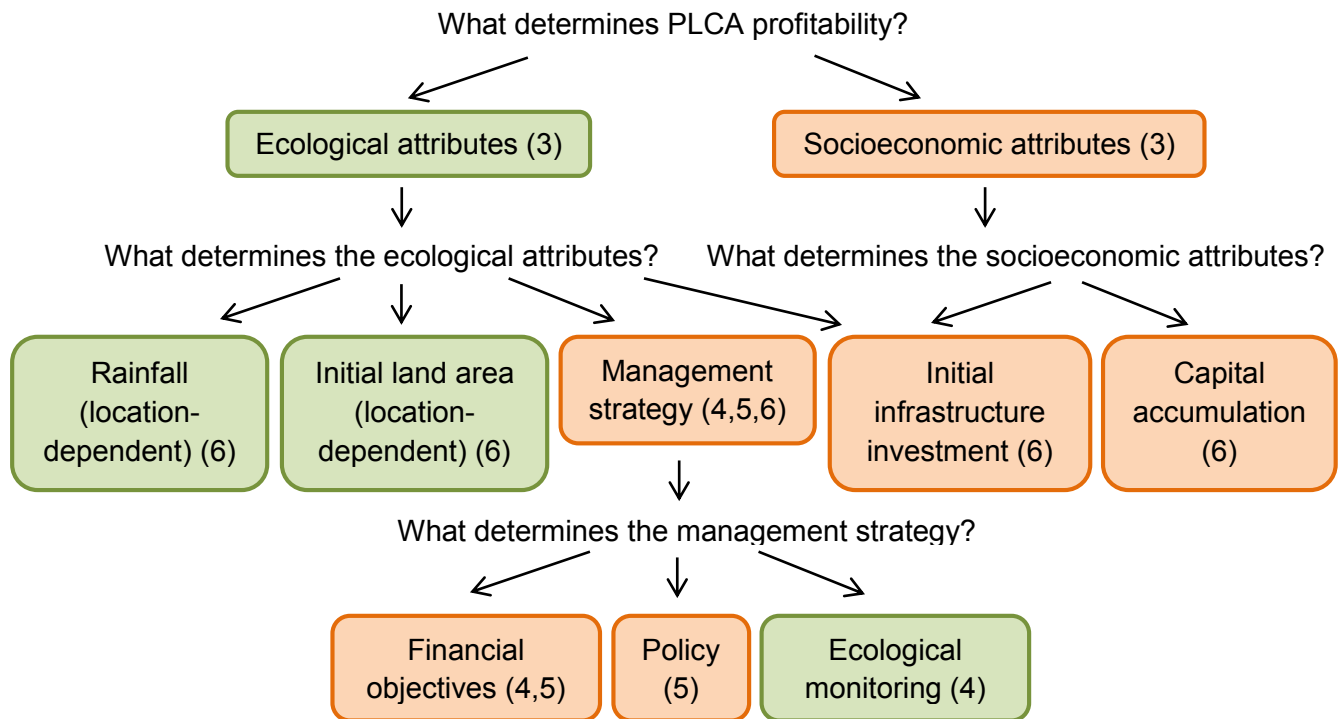 What determines PLCA profitability?
Ecological attributes (3)
Socioeconomic attributes (3)
What determines the ecological attributes?
What determines the socioeconomic attributes?
Rainfall
(location-
dependent) (6)
Initial land area
(location-
dependent) (6)
Management
strategy (4,5,6)
Initial
infrastructure
investment (6)
Capital
accumulation
(6)
What determines the management strategy?
Financial
objectives (4,5)
Policy
(5)
Ecological
monitoring (4)